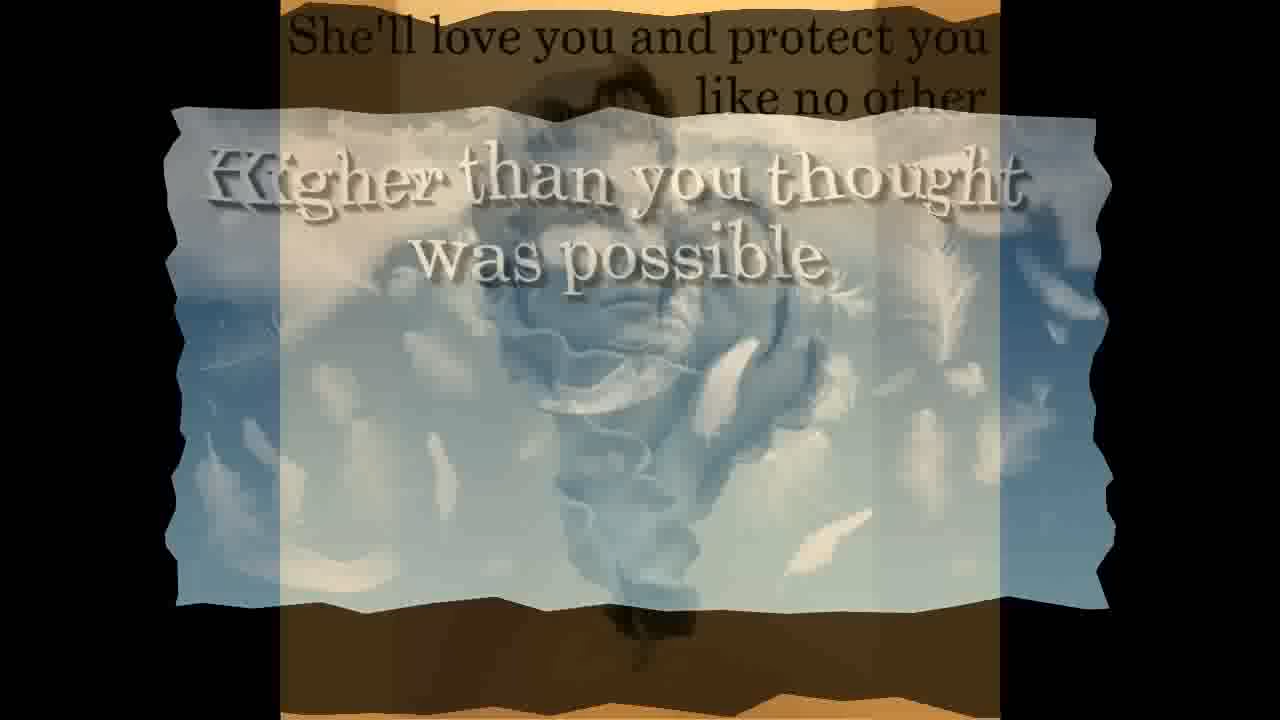 She'll love you and protect you
like no other
Higher than you thought
was possible